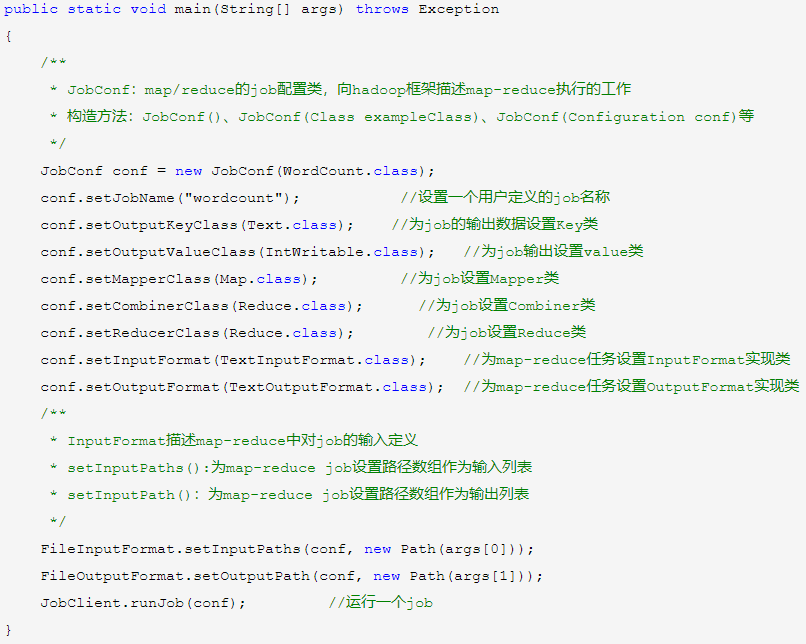 public static void main(String[] args) throws Exception
{
/**
* JobConf：map/reduce的job配置类，向hadoop框架描述map-reduce执行的工作
* 构造方法：JobConf()、JobConf(Class exampleClass)、JobConf(Configuration conf)等
*/
JobConf conf = new JobConf(WordCount.class);
conf.setJobName("wordcount"); //设置一个用户定义的job名称
conf.setOutputKeyClass(Text.class); //为job的输出数据设置Key类
conf.setOutputValueClass(IntWritable.class); //为job输出设置value类
conf.setMapperClass(Map.class); //为job设置Mapper类
conf.setCombinerClass(Reduce.class); //为job设置Combiner类
conf.setReducerClass(Reduce.class); //为job设置Reduce类
conf.setInputFormat(TextInputFormat.class); //为map-reduce任务设置InputFormat实现类
conf.setOutputFormat(TextOutputFormat.class); //为map-reduce任务设置OutputFormat实现类
/**
* InputFormat描述map-reduce中对job的输入定义
* setInputPaths():为map-reduce job设置路径数组作为输入列表
* setInputPath()：为map-reduce job设置路径数组作为输出列表
*/
FileInputFormat.setInputPaths(conf, new Path(args[0]));
FileOutputFormat.setOutputPath(conf, new Path(args[1]));
JobClient.runJob(conf); //运行一个job
}